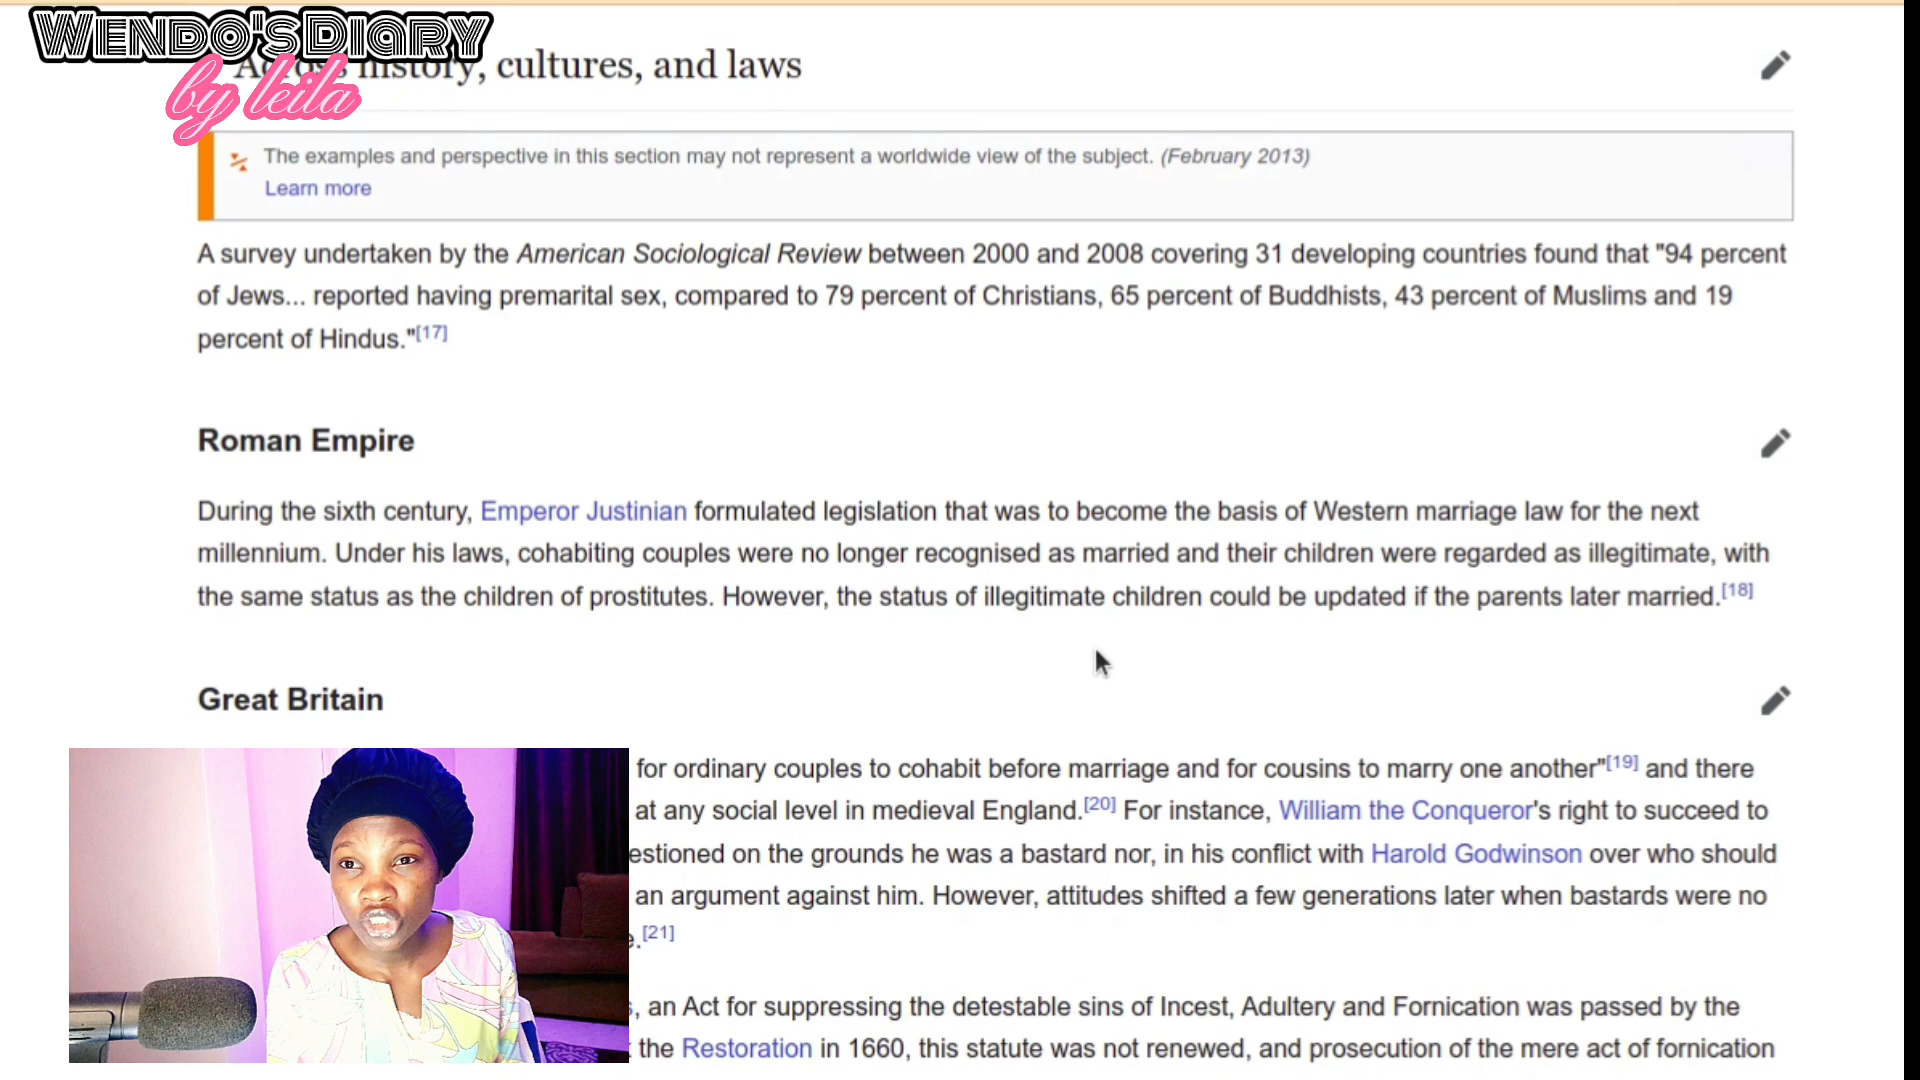 WENDO'S DIARY
by leila
Across history, cultures, and laws
The examples and perspective in this section may not represent a worldwide view of the subject. (February 2013)
Learn more
A survey undertaken by the American Sociological Review between 2000 and 2008 covering 31 developing countries found that "94 percent
of Jews... reported having premarital sex, compared to 79 percent of Christians, 65 percent of Buddhists, 43 percent of Muslims and 19
percent of Hindus."[17]
Roman Empire
During the sixth century, Emperor Justinian formulated legislation that was to become the basis of Western marriage law for the next
millennium. Under his laws, cohabiting couples were no longer recognised as married and their children were regarded as illegitimate, with
the same status as the children of prostitutes. However, the status of illegitimate children could be updated if the parents later married.[18]
Great Britain
for ordinary couples to cohabit before marriage and for cousins to marry one another"[19] and there
at any social level in medieval England.[20] For instance, William the Conqueror's right to succeed to
estioned on the grounds he was a bastard nor, in his conflict with Harold Godwinson over who should
an argument against him. However, attitudes shifted a few generations later when bastards were no
e.[21]
, an Act for suppressing the detestable sins of Incest, Adultery and Fornication was passed by the
the Restoration in 1660, this statute was not renewed, and prosecution of the mere act of fornication